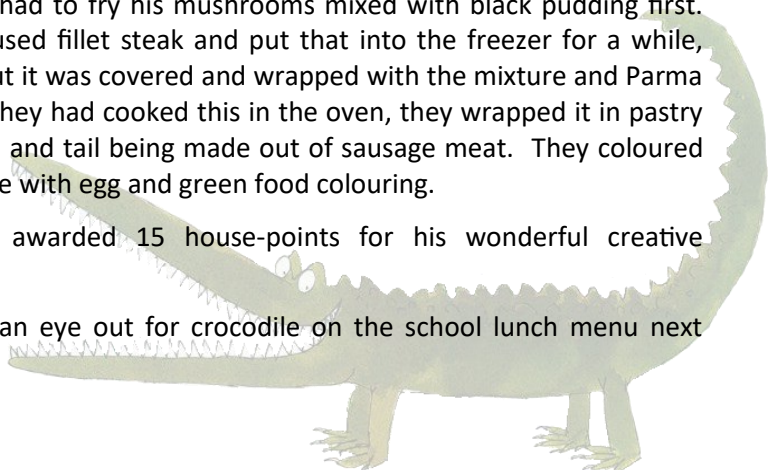 had to fry his mushrooms mixed with black pudding first.
used fillet steak and put that into the freezer for a while,
it was covered and wrapped with the mixture and Parma
they had cooked this in the oven, they wrapped it in pastry
and tail being made out of sausage meat. They coloured
with egg and green food colouring.
awarded 15 house-points for his wonderful creative
an eye out for crocodile on the school lunch menu next